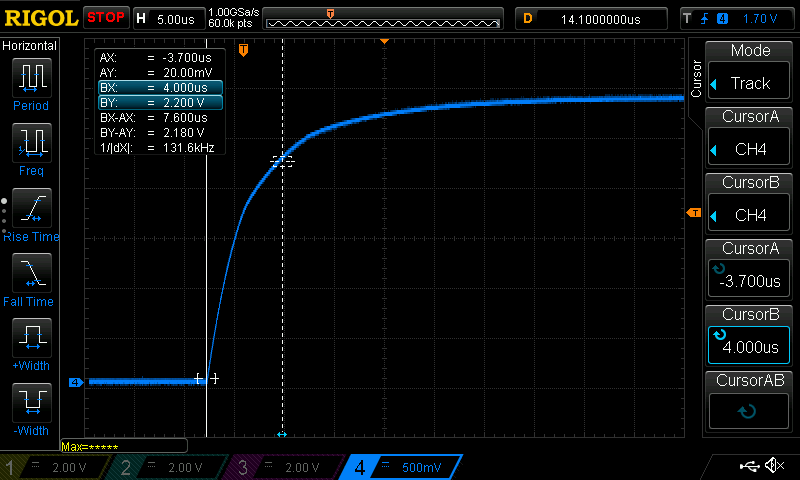 RIGOL STOP H 5.00us 1.00GSa/s 60.0k pts T D 14.1000000us T 4 1.70 V
Horizontal
Period
Freq
Rise Time
Fall Time
+Width
-Width
T
AX: = -3.700us
AY: = 20.00mV
BX: = 4.000us
BY: = 2.200 V
BX-AX: = 7.600us
BY-AY: = 2.180 V
1/|dX|: = 131.6kHz
T
4
Max=*****
Cursor
Mode
Track
CursorA
CH4
CursorB
CH4
CursorA
-3.700us
CursorB
4.000us
CursorAB
1 = 2.00 V 2 = 2.00 V 3 = 2.00 V 4 = 500mV